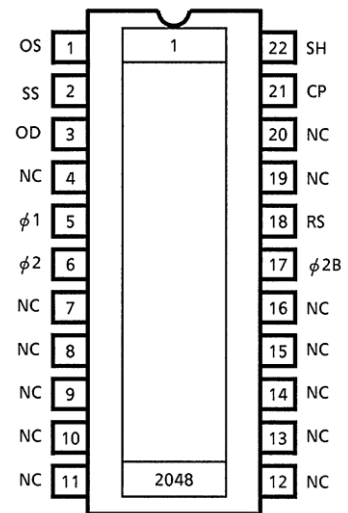 OS 1 1 22 SH
SS 2 21 CP
OD 3 20 NC
NC 4 19 NC
ϕ1 5 18 RS
ϕ2 6 17 ϕ2B
NC 7 16 NC
NC 8 15 NC
NC 9 14 NC
NC 10 13 NC
NC 11 2048 12 NC